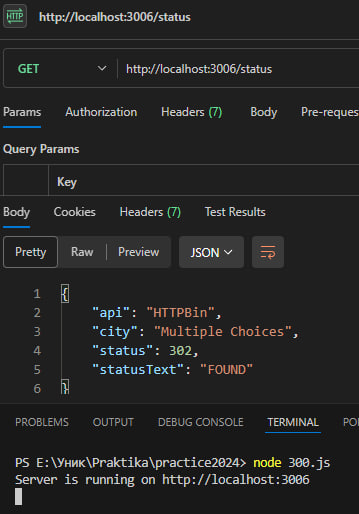 HTTP http://localhost:3006/status
GET http://localhost:3006/status
Params Authorization Headers (7) Body Pre-reques
Query Params
Key
Body Cookies Headers (7) Test Results
Pretty Raw Preview JSON
1 {
2 "api": "HTTPBin",
3 "city": "Multiple Choices",
4 "status": 302,
5 "statusText": "FOUND"
6 }
PROBLEMS OUTPUT DEBUG CONSOLE TERMINAL PO
PS E:\Уник\Praktika\practice2024> node 300.js
Server is running on http://localhost:3006